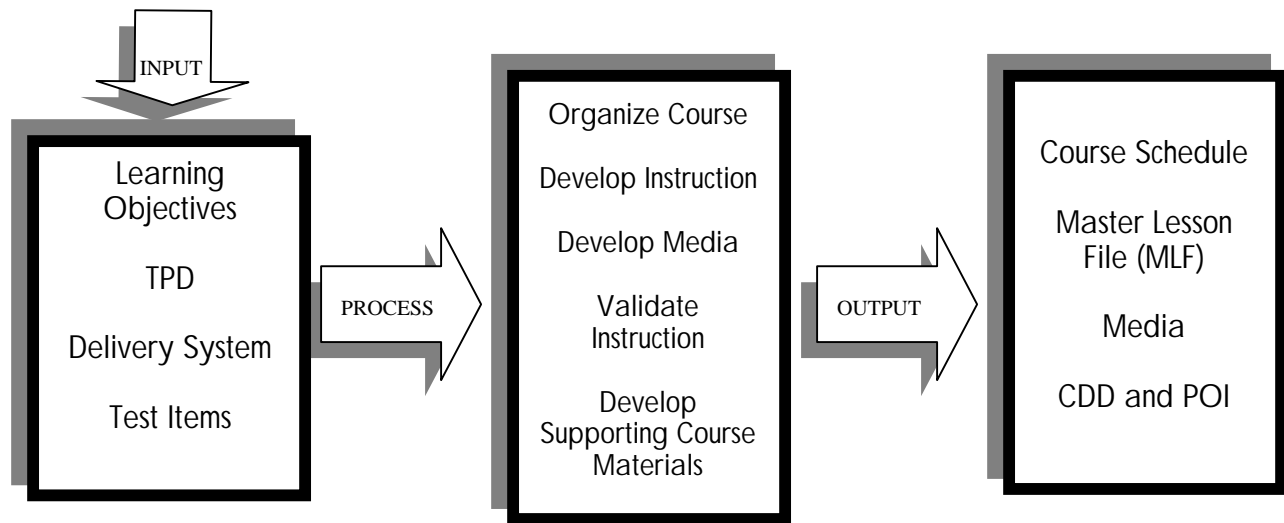 INPUT
Learning
Objectives
TPD
Delivery System
Test Items
PROCESS
Organize Course
Develop Instruction
Develop Media
Validate
Instruction
Develop
Supporting Course
Materials
OUTPUT
Course Schedule
Master Lesson
File (MLF)
Media
CDD and POI